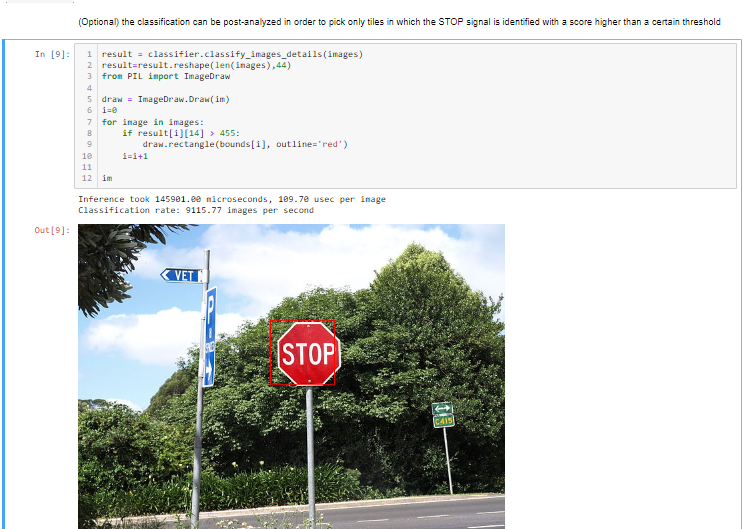 (Optional) the classification can be post-analyzed in order to pick only tiles in which the STOP signal is identified with a score higher than a certain threshold
In [9]:
1 result = classifier.classify_images_details(images)
2 result=result.reshape(len(images),44)
3 from PIL import ImageDraw
4
5 draw = ImageDraw.Draw(im)
6 i=0
7 for image in images:
8     if result[i][14] > 455:
9         draw.rectangle(bounds[i], outline='red')
10     i=i+1
11
12 im
Inference took 145901.00 microseconds, 109.70 usec per image
Classification rate: 9115.77 images per second
Out[9]:
VET
P
STOP
C415